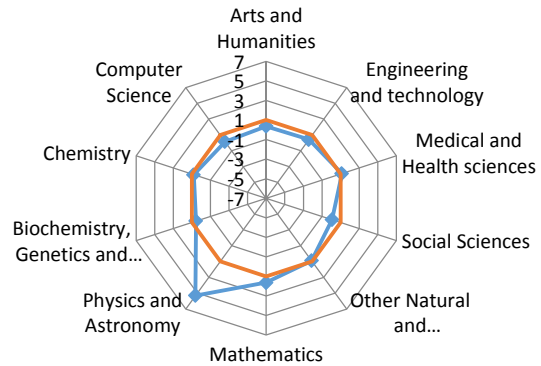 Arts and
Humanities
Engineering
and technology
Medical and
Health sciences
Social Sciences
Other Natural
and...
Mathematics
Physics and
Astronomy
Biochemistry,
Genetics and...
Chemistry
Computer
Science
7
5
3
1
-1
-3
-5
-7